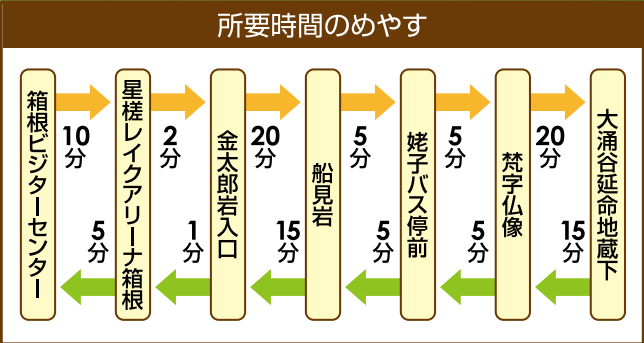 所要時間のめやす
箱根ビジターセンター
10分
5分
星槎レイクアリーナ箱根
2分
1分
金太郎岩入口
20分
15分
船見岩
5分
5分
姥子バス停前
5分
5分
梵字仏像
20分
15分
大涌谷延命地蔵下